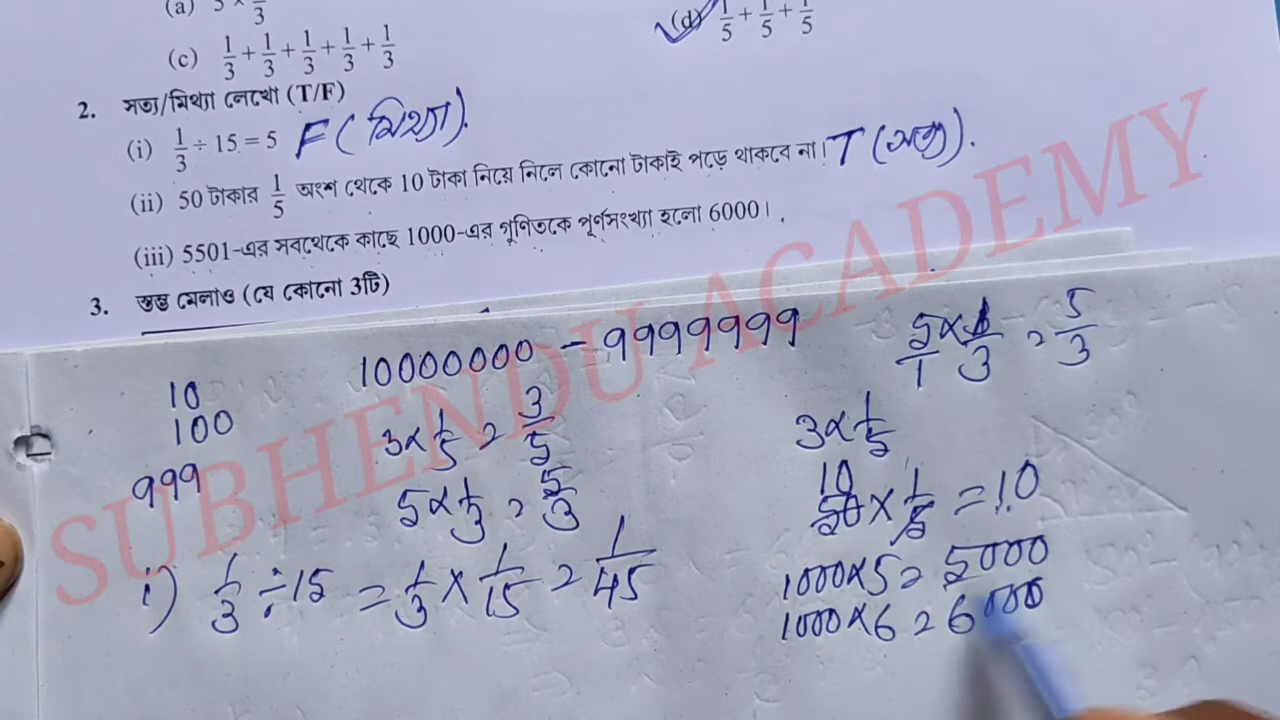 (a) 5 × 1/3
(d) 1/5 + 1/5 + 1/5
(c) 1/3 + 1/3 + 1/3 + 1/3 + 1/3
2. সত্য/মিথ্যা লেখো (T/F)
(i) 1/3 ÷ 15 = 5 F (মিথ্যা).
(ii) 50 টাকার 1/5 অংশ থেকে 10 টাকা নিয়ে নিলে কোনো টাকাই পড়ে থাকবে না। T (সত্য).
(iii) 5501-এর সবথেকে কাছে 1000-এর গুণিতকে পূর্ণসংখ্যা হলো 6000।
3. স্তম্ভ মেলাও (যে কোনো 3টি)
10000000 - 9999999
5/1 × 1/3 = 5/3
10
100
999
3 × 1/5 = 3/5
5 × 1/3 = 5/3
3 × 1/5
10
50 × 1/5 = 10
1000 × 5 = 5000
1000 × 6 = 6000
i) 1/3 ÷ 15 = 1/3 × 1/15 = 1/45
SUBHENDU ACADEMY